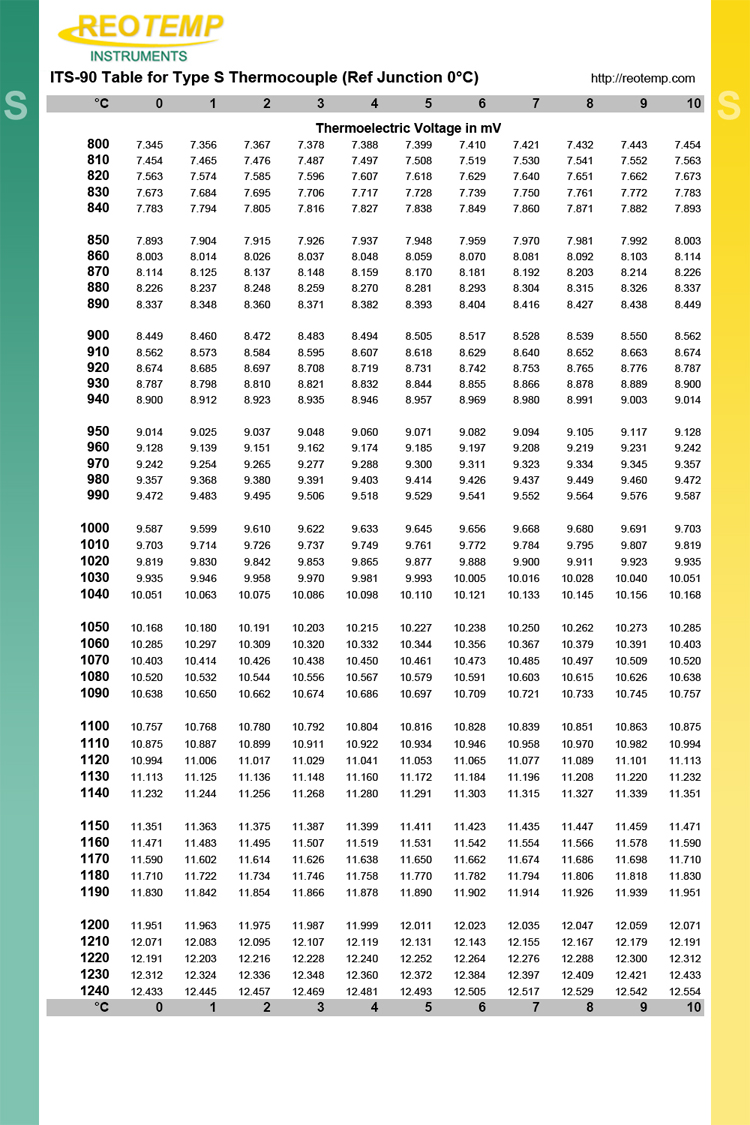 REOTEMP
INSTRUMENTS
ITS-90 Table for Type S Thermocouple (Ref Junction 0°C) http://reotemp.com
S S
°C 0 1 2 3 4 5 6 7 8 9 10
Thermoelectric Voltage in mV
800 7.345 7.356 7.367 7.378 7.388 7.399 7.410 7.421 7.432 7.443 7.454
810 7.454 7.465 7.476 7.487 7.497 7.508 7.519 7.530 7.541 7.552 7.563
820 7.563 7.574 7.585 7.596 7.607 7.618 7.629 7.640 7.651 7.662 7.673
830 7.673 7.684 7.695 7.706 7.717 7.728 7.739 7.750 7.761 7.772 7.783
840 7.783 7.794 7.805 7.816 7.827 7.838 7.849 7.860 7.871 7.882 7.893
850 7.893 7.904 7.915 7.926 7.937 7.948 7.959 7.970 7.981 7.992 8.003
860 8.003 8.014 8.026 8.037 8.048 8.059 8.070 8.081 8.092 8.103 8.114
870 8.114 8.125 8.137 8.148 8.159 8.170 8.181 8.192 8.203 8.214 8.226
880 8.226 8.237 8.248 8.259 8.270 8.281 8.293 8.304 8.315 8.326 8.337
890 8.337 8.348 8.360 8.371 8.382 8.393 8.404 8.416 8.427 8.438 8.449
900 8.449 8.460 8.472 8.483 8.494 8.505 8.517 8.528 8.539 8.550 8.562
910 8.562 8.573 8.584 8.595 8.607 8.618 8.629 8.640 8.652 8.663 8.674
920 8.674 8.685 8.697 8.708 8.719 8.731 8.742 8.753 8.765 8.776 8.787
930 8.787 8.798 8.810 8.821 8.832 8.844 8.855 8.866 8.878 8.889 8.900
940 8.900 8.912 8.923 8.935 8.946 8.957 8.969 8.980 8.991 9.003 9.014
950 9.014 9.025 9.037 9.048 9.060 9.071 9.082 9.094 9.105 9.117 9.128
960 9.128 9.139 9.151 9.162 9.174 9.185 9.197 9.208 9.219 9.231 9.242
970 9.242 9.254 9.265 9.277 9.288 9.300 9.311 9.323 9.334 9.345 9.357
980 9.357 9.368 9.380 9.391 9.403 9.414 9.426 9.437 9.449 9.460 9.472
990 9.472 9.483 9.495 9.506 9.518 9.529 9.541 9.552 9.564 9.576 9.587
1000 9.587 9.599 9.610 9.622 9.633 9.645 9.656 9.668 9.680 9.691 9.703
1010 9.703 9.714 9.726 9.737 9.749 9.761 9.772 9.784 9.795 9.807 9.819
1020 9.819 9.830 9.842 9.853 9.865 9.877 9.888 9.900 9.911 9.923 9.935
1030 9.935 9.946 9.958 9.970 9.981 9.993 10.005 10.016 10.028 10.040 10.051
1040 10.051 10.063 10.075 10.086 10.098 10.110 10.121 10.133 10.145 10.156 10.168
1050 10.168 10.180 10.191 10.203 10.215 10.227 10.238 10.250 10.262 10.273 10.285
1060 10.285 10.297 10.309 10.320 10.332 10.344 10.356 10.367 10.379 10.391 10.403
1070 10.403 10.414 10.426 10.438 10.450 10.461 10.473 10.485 10.497 10.509 10.520
1080 10.520 10.532 10.544 10.556 10.567 10.579 10.591 10.603 10.615 10.626 10.638
1090 10.638 10.650 10.662 10.674 10.686 10.697 10.709 10.721 10.733 10.745 10.757
1100 10.757 10.768 10.780 10.792 10.804 10.816 10.828 10.839 10.851 10.863 10.875
1110 10.875 10.887 10.899 10.911 10.922 10.934 10.946 10.958 10.970 10.982 10.994
1120 10.994 11.006 11.017 11.029 11.041 11.053 11.065 11.077 11.089 11.101 11.113
1130 11.113 11.125 11.136 11.148 11.160 11.172 11.184 11.196 11.208 11.220 11.232
1140 11.232 11.244 11.256 11.268 11.280 11.291 11.303 11.315 11.327 11.339 11.351
1150 11.351 11.363 11.375 11.387 11.399 11.411 11.423 11.435 11.447 11.459 11.471
1160 11.471 11.483 11.495 11.507 11.519 11.531 11.542 11.554 11.566 11.578 11.590
1170 11.590 11.602 11.614 11.626 11.638 11.650 11.662 11.674 11.686 11.698 11.710
1180 11.710 11.722 11.734 11.746 11.758 11.770 11.782 11.794 11.806 11.818 11.830
1190 11.830 11.842 11.854 11.866 11.878 11.890 11.902 11.914 11.926 11.939 11.951
1200 11.951 11.963 11.975 11.987 11.999 12.011 12.023 12.035 12.047 12.059 12.071
1210 12.071 12.083 12.095 12.107 12.119 12.131 12.143 12.155 12.167 12.179 12.191
1220 12.191 12.203 12.216 12.228 12.240 12.252 12.264 12.276 12.288 12.300 12.312
1230 12.312 12.324 12.336 12.348 12.360 12.372 12.384 12.397 12.409 12.421 12.433
1240 12.433 12.445 12.457 12.469 12.481 12.493 12.505 12.517 12.529 12.542 12.554
°C 0 1 2 3 4 5 6 7 8 9 10